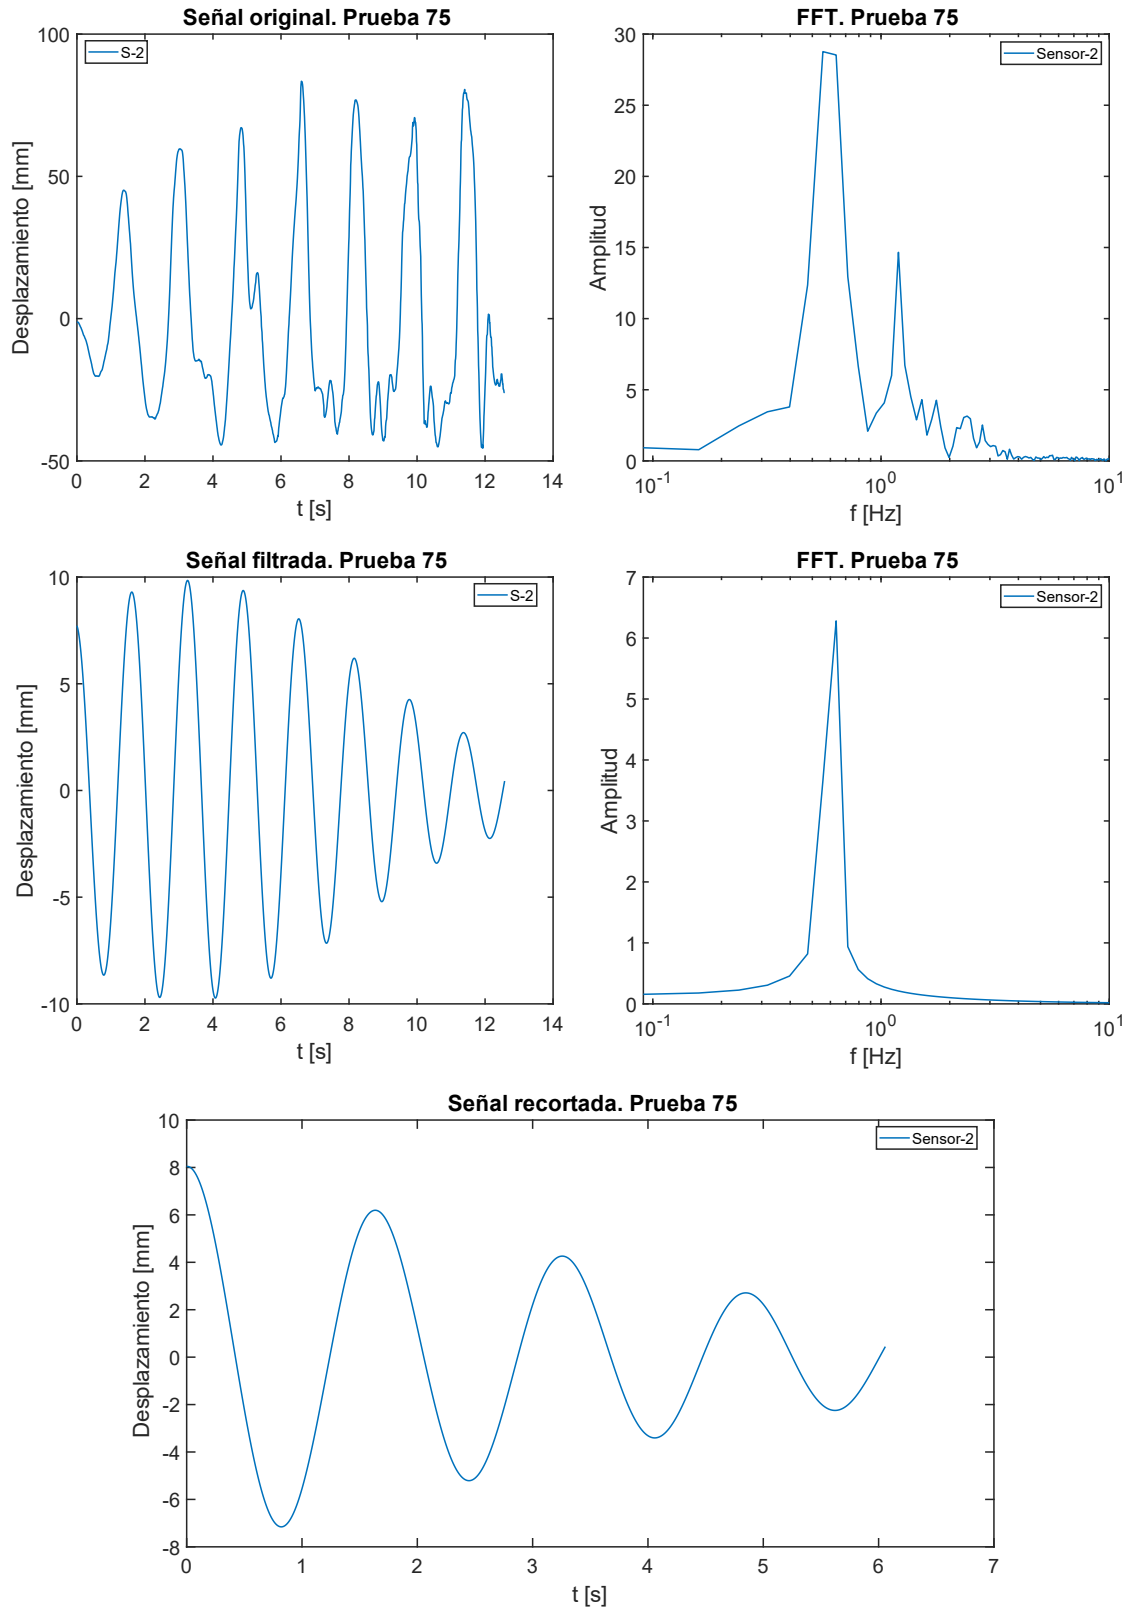 Señal original. Prueba 75
S-2
100
50
0
-50
0 2 4 6 8 10 12 14
Desplazamiento [mm]
t [s]
FFT. Prueba 75
Sensor-2
30
25
20
15
10
5
0
10^-1 10^0 10^1
Amplitud
f [Hz]
Señal filtrada. Prueba 75
S-2
10
5
0
-5
-10
0 2 4 6 8 10 12 14
Desplazamiento [mm]
t [s]
FFT. Prueba 75
Sensor-2
7
6
5
4
3
2
1
0
10^-1 10^0 10^1
Amplitud
f [Hz]
Señal recortada. Prueba 75
Sensor-2
10
8
6
4
2
0
-2
-4
-6
-8
0 1 2 3 4 5 6 7
Desplazamiento [mm]
t [s]